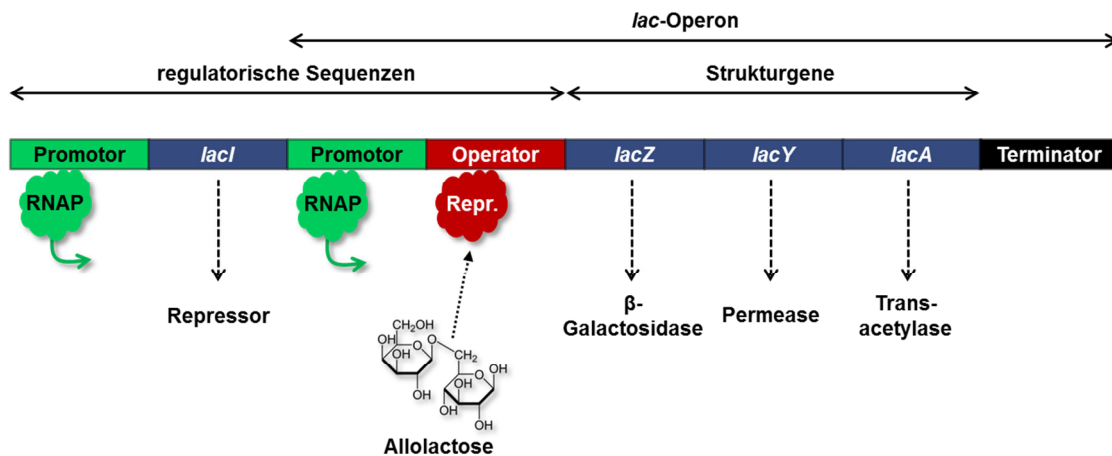 lac-Operon
regulatorische Sequenzen
Strukturgene
Promotor
lacI
Promotor
Operator
lacZ
lacY
lacA
Terminator
RNAP
RNAP
Repr.
Repressor
β-
Galactosidase
Permease
Trans-
acetylase
CH2OH
OH
O
OH
OH
O
CH2
O
OH
OH
OH
OH
Allolactose